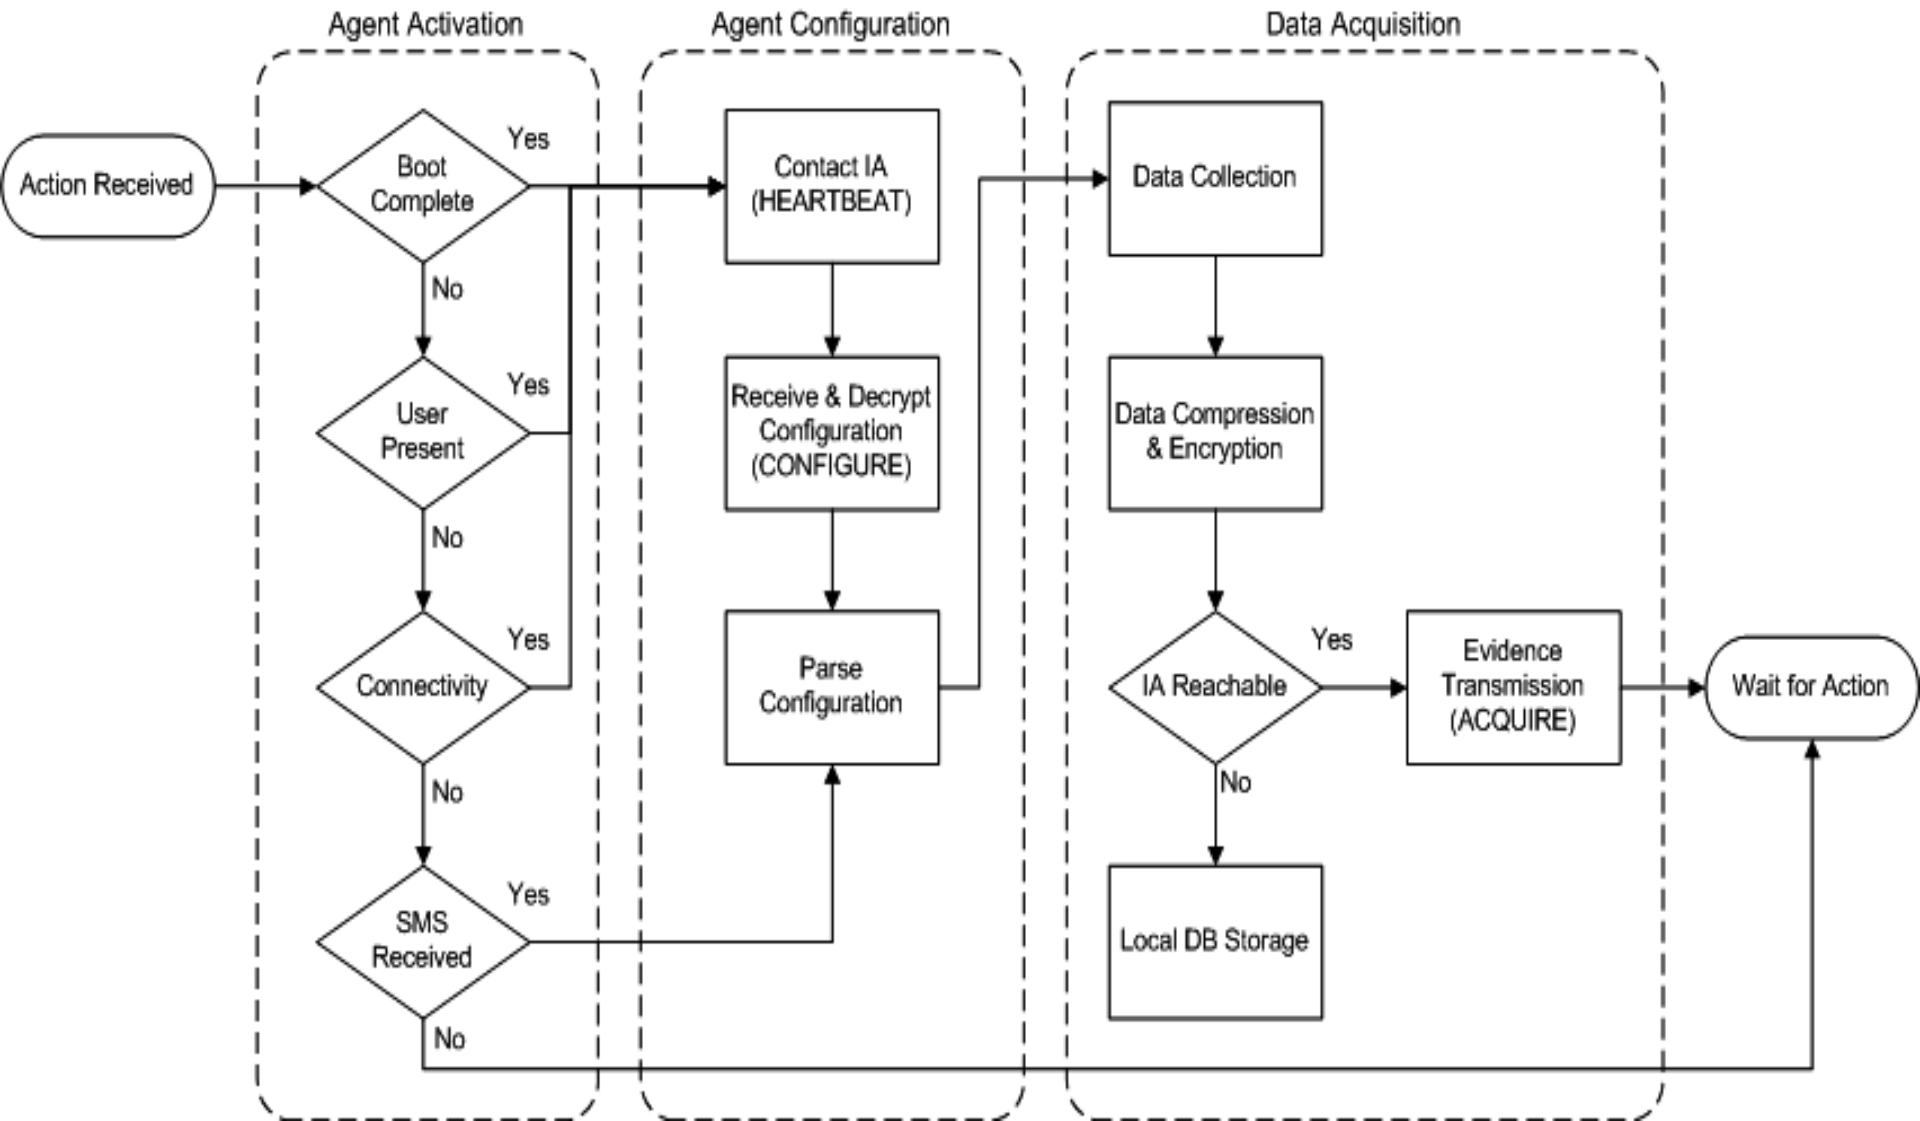 Agent Activation
Agent Configuration
Data Acquisition
Action Received
Boot
Complete
Yes
No
User
Present
Yes
No
Connectivity
Yes
No
SMS
Received
Yes
No
Contact IA
(HEARTBEAT)
Receive & Decrypt
Configuration
(CONFIGURE)
Parse
Configuration
Data Collection
Data Compression
& Encryption
IA Reachable
Yes
No
Evidence
Transmission
(ACQUIRE)
Local DB Storage
Wait for Action